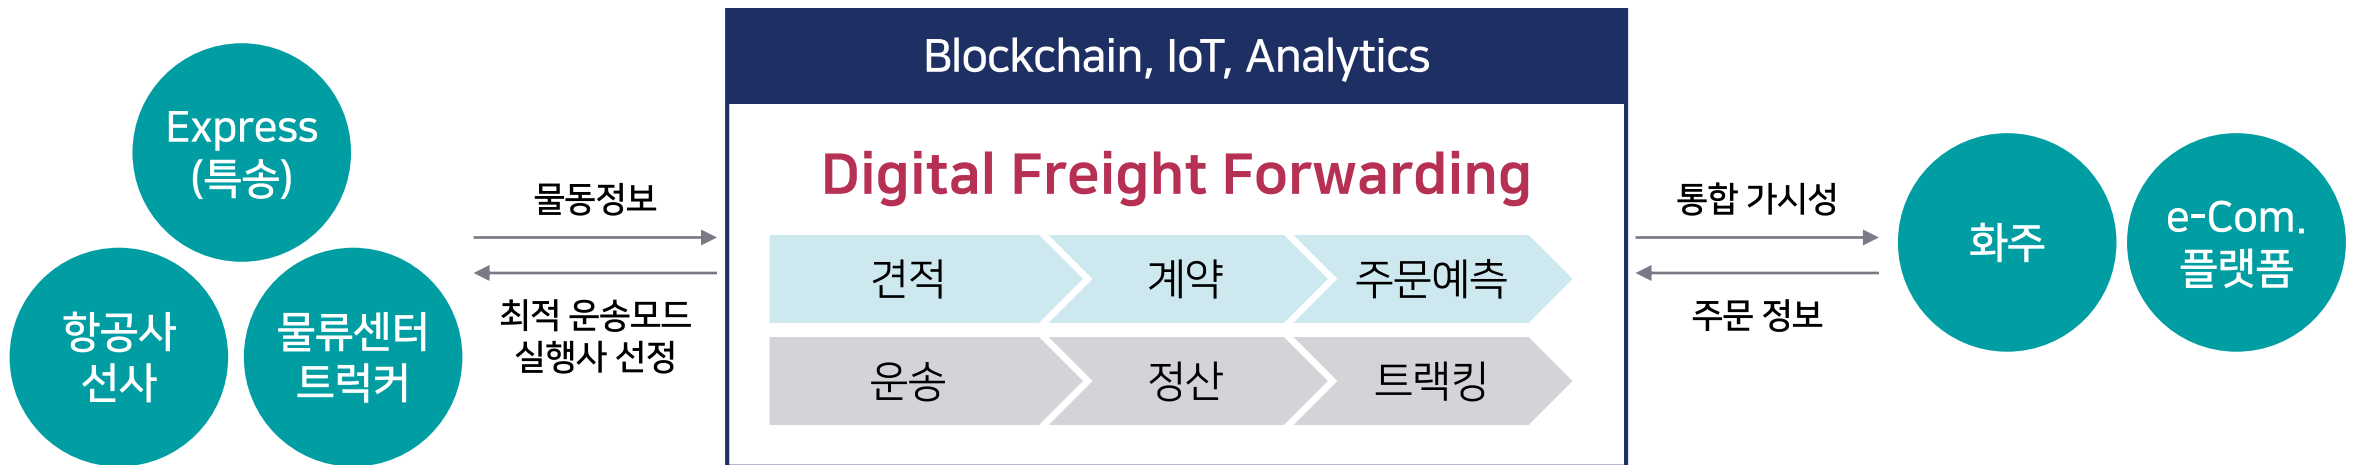 Express
(특송)
항공사
선사
물류센터
트럭커
물동정보
최적 운송모드
실행사 선정
Blockchain, IoT, Analytics
Digital Freight Forwarding
견적
계약
주문예측
운송
정산
트랙킹
통합 가시성
주문 정보
화주
e-Com.
플랫폼